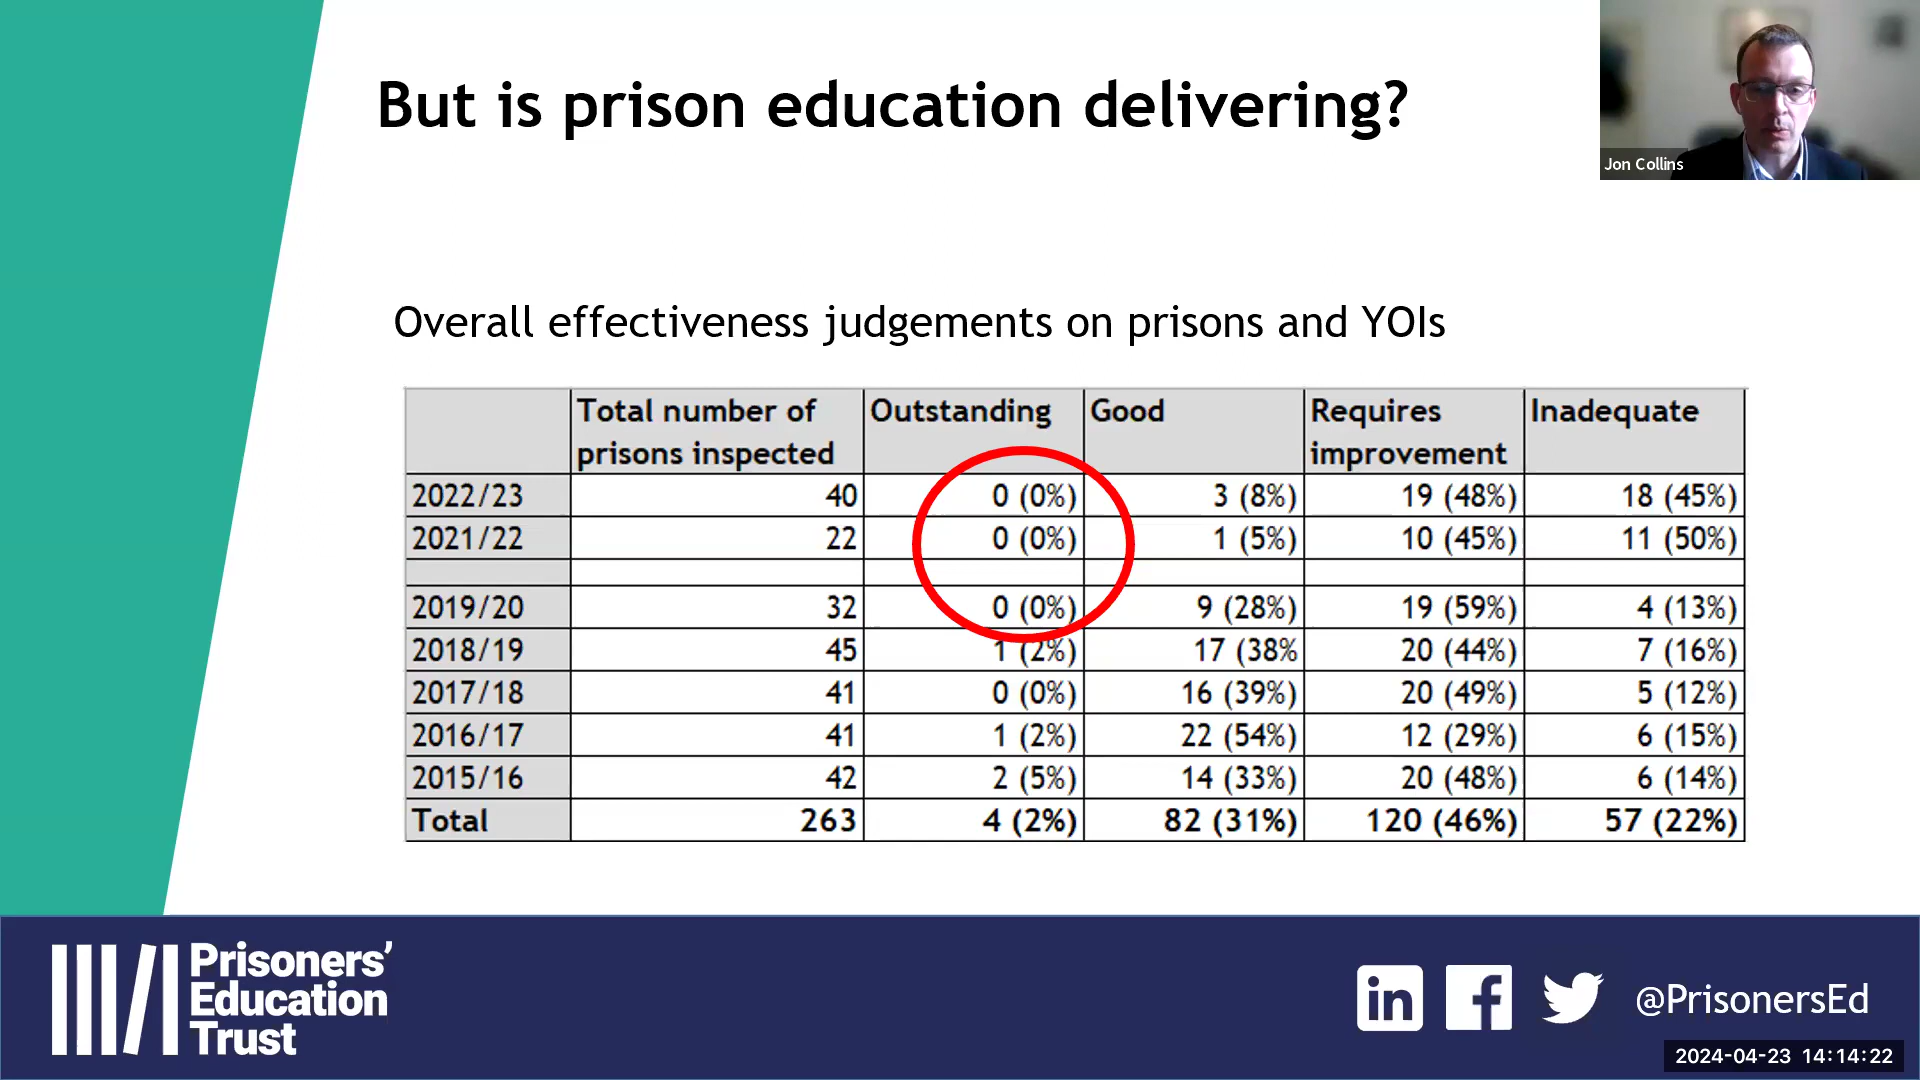 But is prison education delivering?
Jon Collins
Overall effectiveness judgements on prisons and YOIs
Total number of prisons inspected Outstanding Good Requires improvement Inadequate
2022/23 40 0 (0%) 3 (8%) 19 (48%) 18 (45%)
2021/22 22 0 (0%) 1 (5%) 10 (45%) 11 (50%)
2019/20 32 0 (0%) 9 (28%) 19 (59%) 4 (13%)
2018/19 45 1 (2%) 17 (38% 20 (44%) 7 (16%)
2017/18 41 0 (0%) 16 (39%) 20 (49%) 5 (12%)
2016/17 41 1 (2%) 22 (54%) 12 (29%) 6 (15%)
2015/16 42 2 (5%) 14 (33%) 20 (48%) 6 (14%)
Total 263 4 (2%) 82 (31%) 120 (46%) 57 (22%)
Prisoners’
Education
Trust
in f @PrisonersEd
2024-04-23 14:14:22